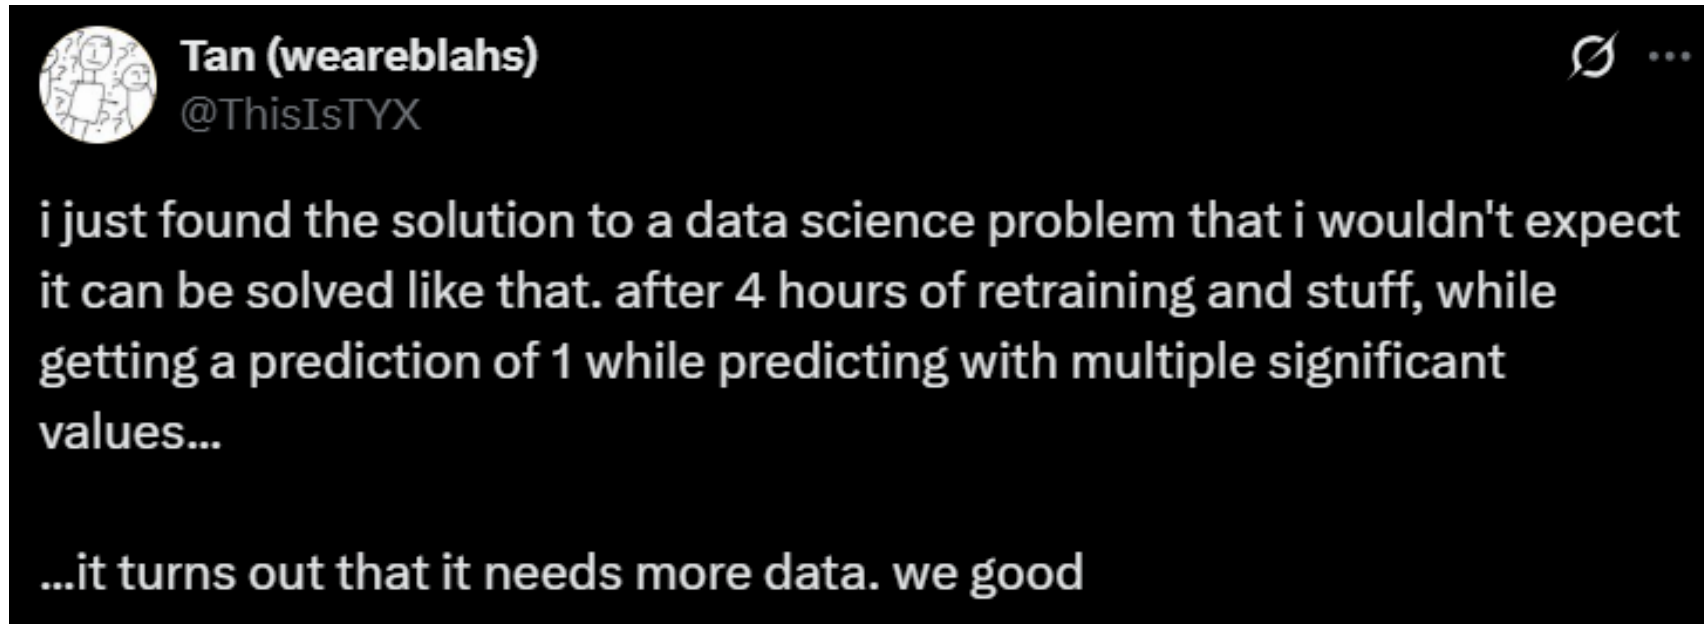 Tan (weareblahs)
@ThisIsTYX
i just found the solution to a data science problem that i wouldn't expect
it can be solved like that. after 4 hours of retraining and stuff, while
getting a prediction of 1 while predicting with multiple significant
values...
...it turns out that it needs more data. we good